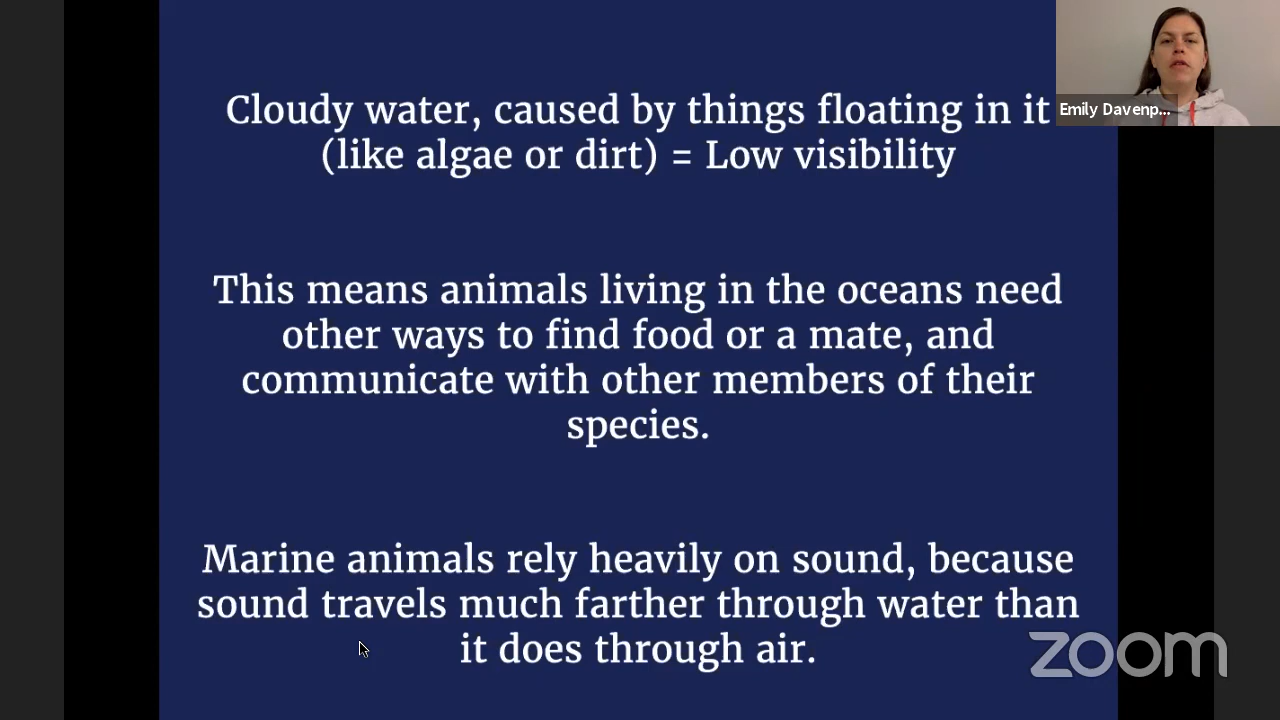 Cloudy water, caused by things floating in it
(like algae or dirt) = Low visibility
Emily Davenp...
This means animals living in the oceans need
other ways to find food or a mate, and
communicate with other members of their
species.
Marine animals rely heavily on sound, because
sound travels much farther through water than
it does through air.
zoom